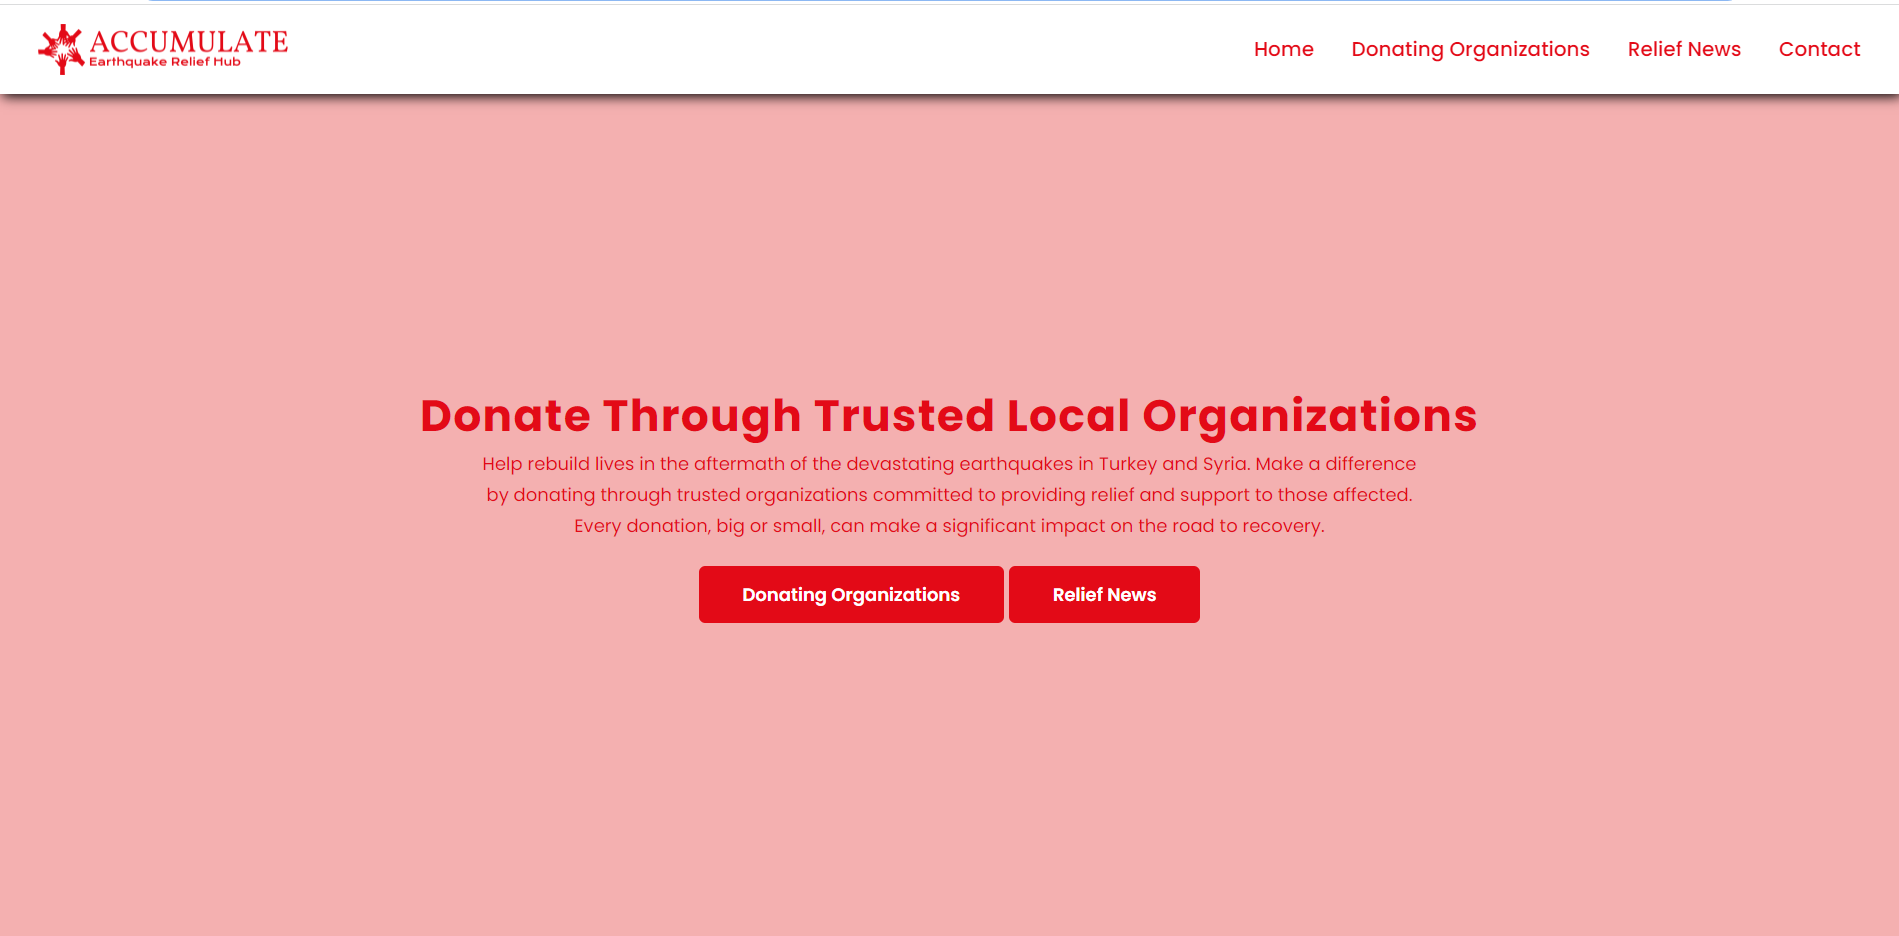 ACCUMULATE
Earthquake Relief Hub
Home
Donating Organizations
Relief News
Contact
Donate Through Trusted Local Organizations
Help rebuild lives in the aftermath of the devastating earthquakes in Turkey and Syria. Make a difference
by donating through trusted organizations committed to providing relief and support to those affected.
Every donation, big or small, can make a significant impact on the road to recovery.
Donating Organizations
Relief News